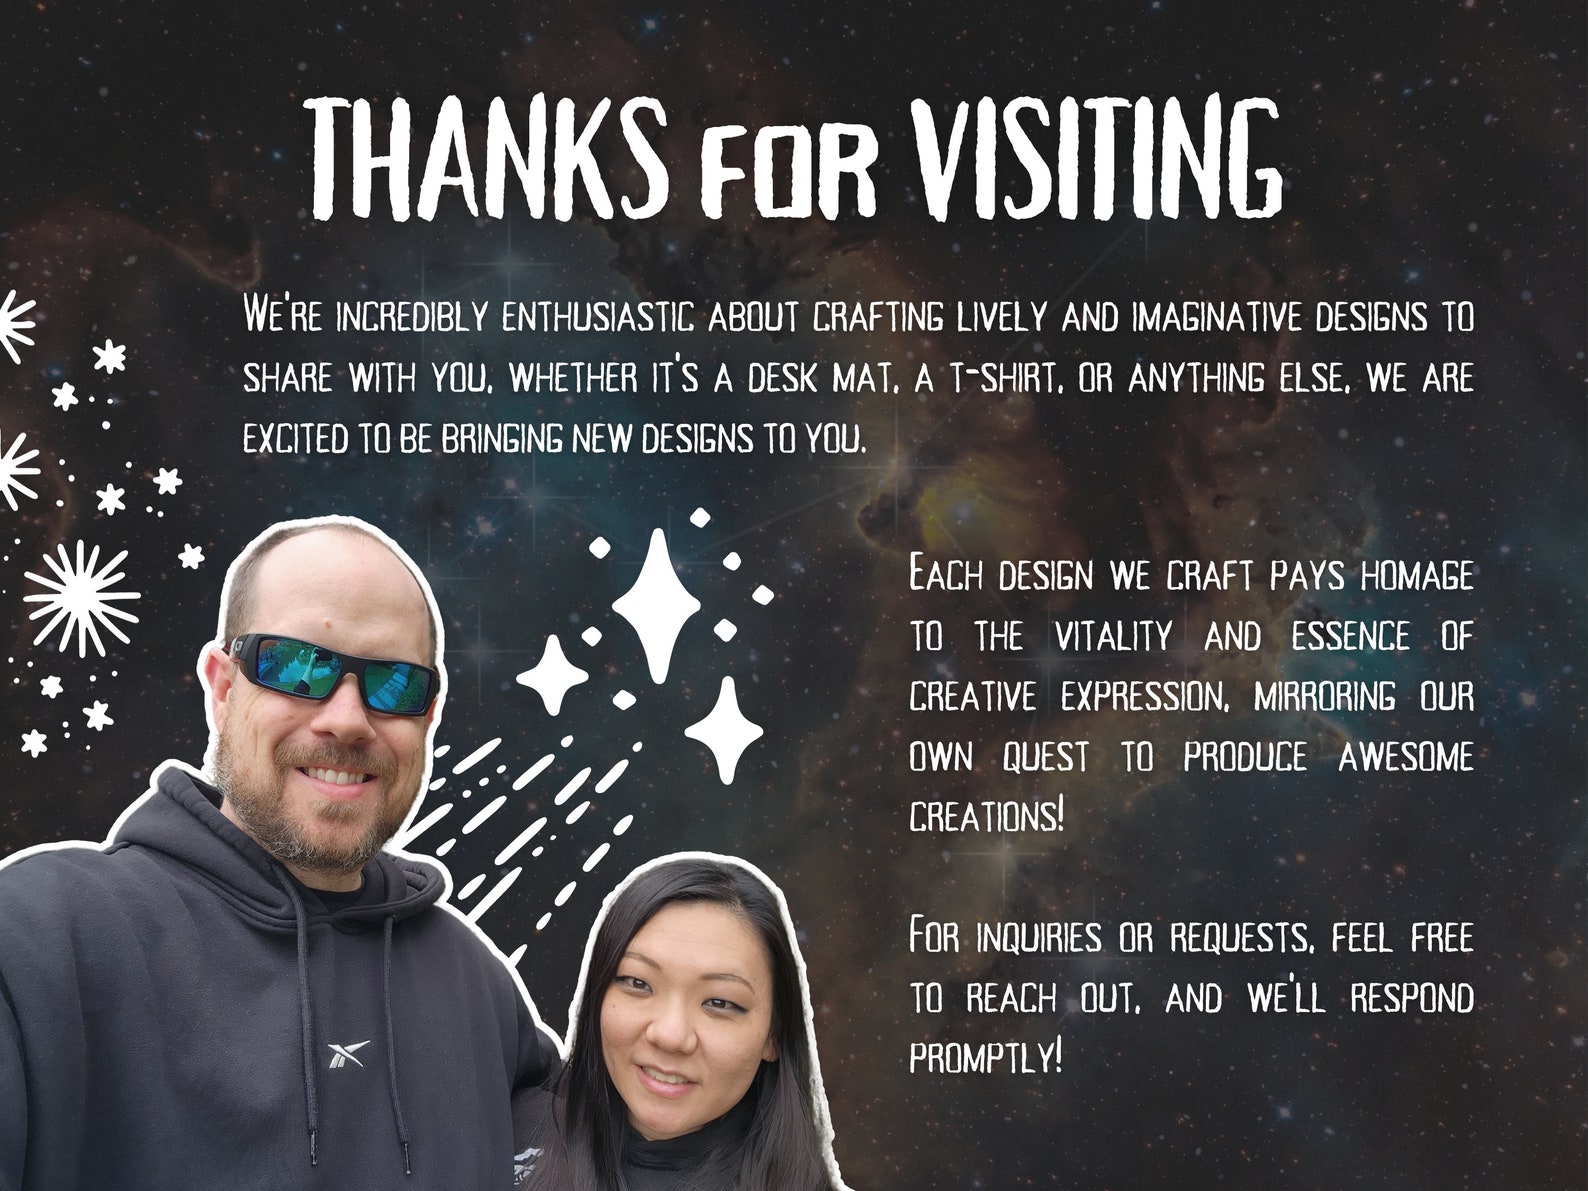 THANKS FOR VISITING
WE'RE INCREDIBLY ENTHUSIASTIC ABOUT CRAFTING LIVELY AND IMAGINATIVE DESIGNS TO
SHARE WITH YOU, WHETHER IT'S A DESK MAT, A T-SHIRT, OR ANYTHING ELSE, WE ARE
EXCITED TO BE BRINGING NEW DESIGNS TO YOU.
EACH DESIGN WE CRAFT PAYS HOMAGE
TO THE VITALITY AND ESSENCE OF
CREATIVE EXPRESSION, MIRRORING OUR
OWN QUEST TO PRODUCE AWESOME
CREATIONS!
FOR INQUIRIES OR REQUESTS, FEEL FREE
TO REACH OUT, AND WE'LL RESPOND
PROMPTLY!